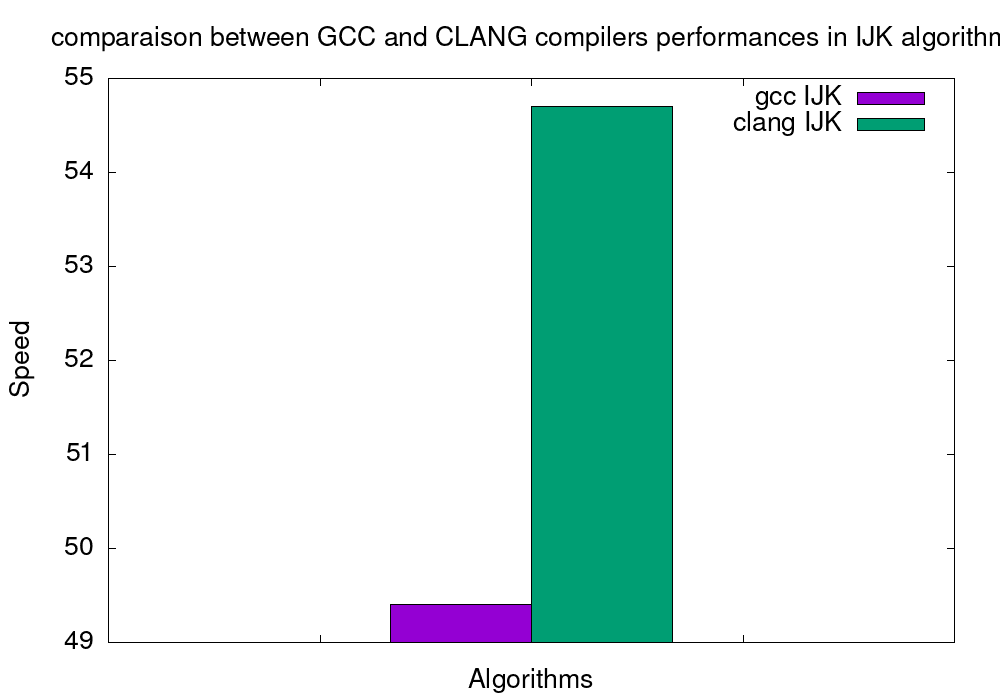 comparaison between GCC and CLANG compilers performances in IJK algorithm
55
gcc IJK
clang IJK
54
53
52
Speed
51
50
49
Algorithms